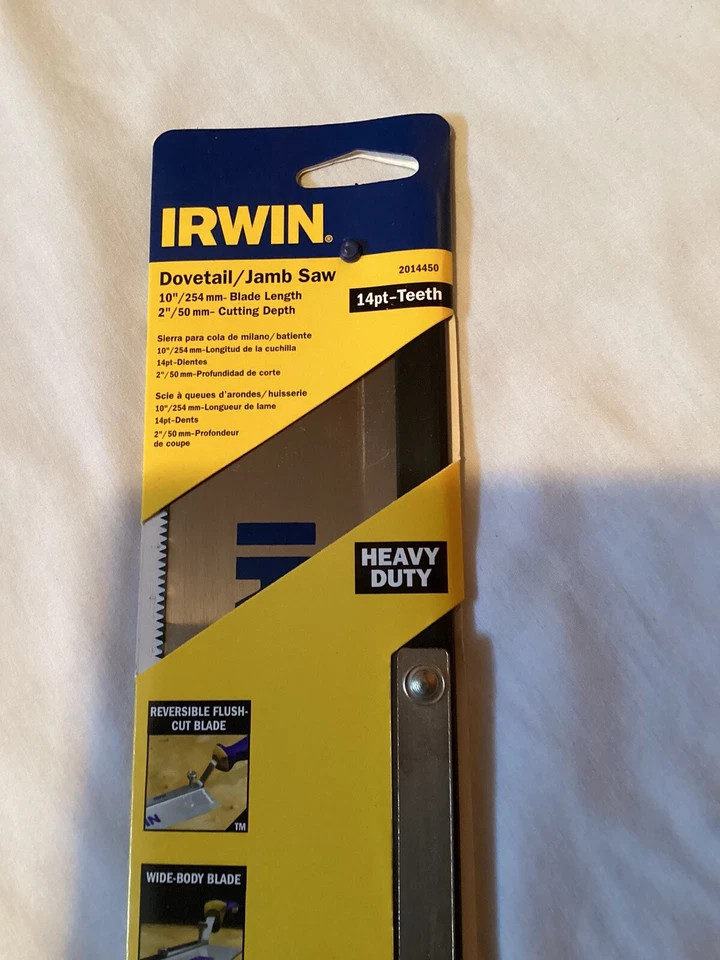 IRWIN®
Dovetail/Jamb Saw
2014450
10"/254 mm- Blade Length
14pt-Teeth
2"/50 mm- Cutting Depth
Sierra para cola de milano/batiente
10"/254 mm-Longitud de la cuchilla
14pt-Dientes
2"/50 mm-Profundidad de corte
Scie à queues d'arondes/huisserie
10"/254 mm-Longueur de lame
14pt-Dents
2"/50 mm-Profondeur
de coupe
HEAVY
DUTY
REVERSIBLE FLUSH-
CUT BLADE
IN
TM
WIDE-BODY BLADE